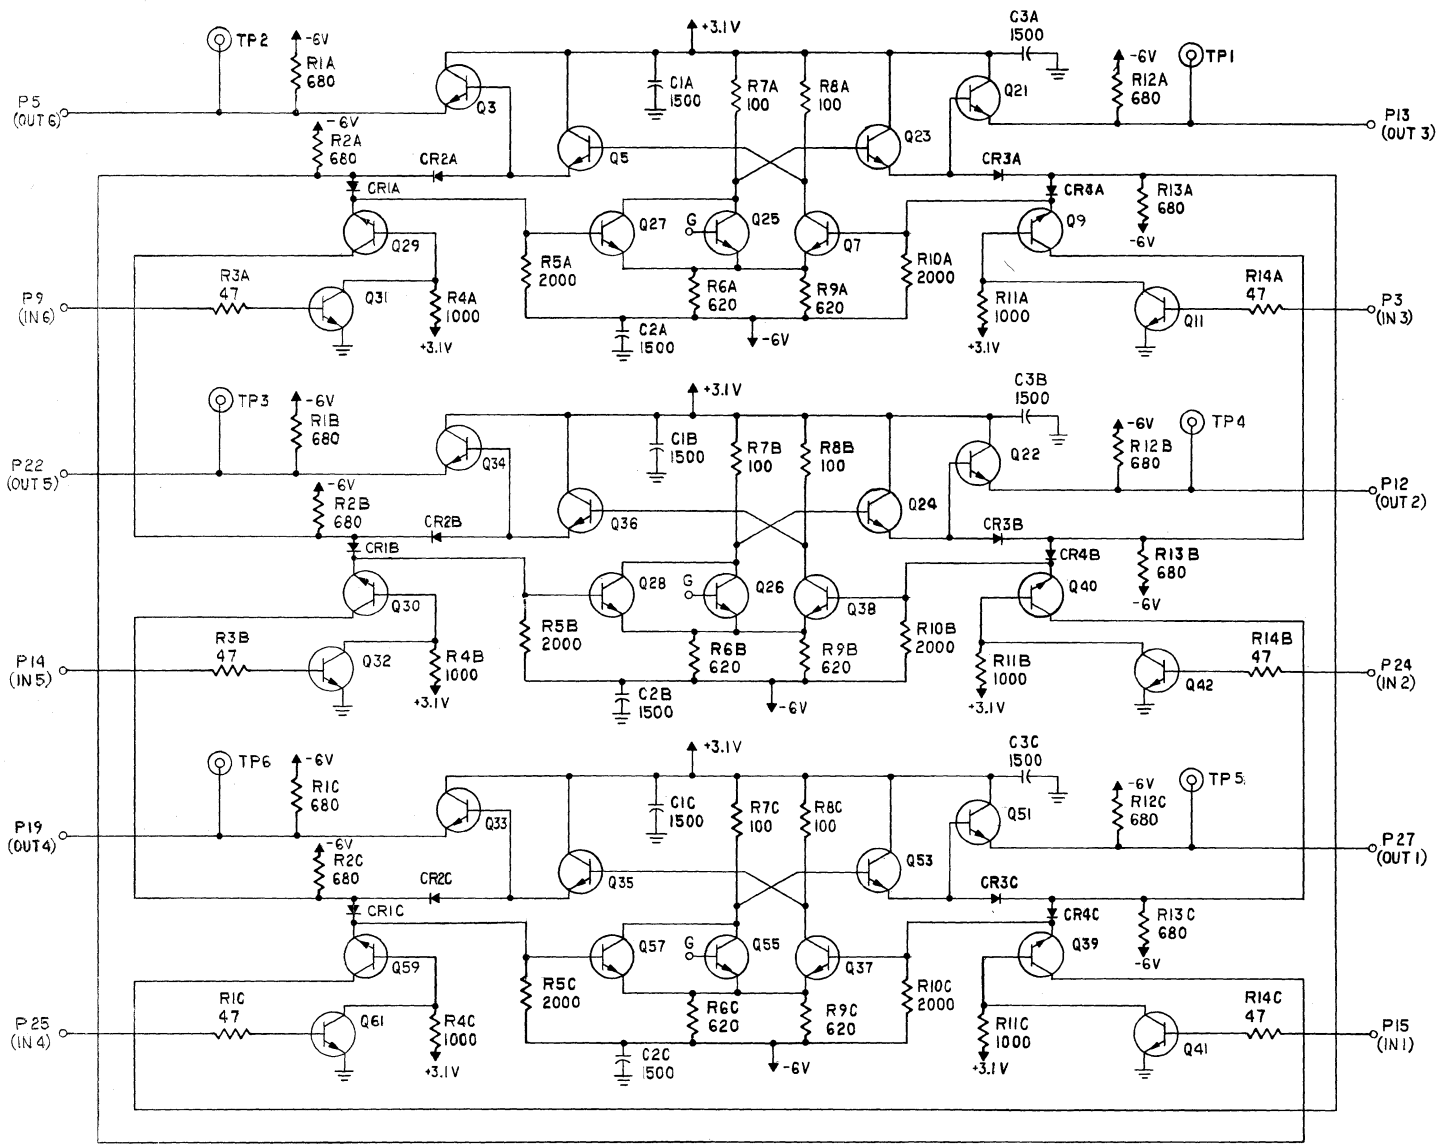 +3.1V
C3A
1500
TP2
-6V
R1A
680
Q3
C1A
1500
R7A
100
R8A
100
Q21
-6V
R12A
680
TP1
P5
(OUT 6)
P13
(OUT 3)
-6V
R2A
680
CR2A
Q5
Q23
CR3A
CR1A
CR4A
R13A
680
-6V
Q29
Q27
G
Q25
Q7
Q9
R3A
47
R5A
2000
R6A
620
R9A
620
R10A
2000
R14A
47
P9
(IN 6)
Q31
R4A
1000
+3.1V
C2A
1500
-6V
R11A
1000
+3.1V
Q11
P3
(IN 3)
+3.1V
C3B
1500
TP3
-6V
R1B
680
Q34
C1B
1500
R7B
100
R8B
100
Q22
-6V
R12B
680
TP4
P22
(OUT 5)
P12
(OUT 2)
-6V
R2B
680
CR2B
Q36
Q24
CR3B
CR1B
CR4B
R13B
680
-6V
Q30
Q28
G
Q26
Q38
Q40
R3B
47
R5B
2000
R6B
620
R9B
620
R10B
2000
R14B
47
P14
(IN 5)
Q32
R4B
1000
+3.1V
C2B
1500
-6V
R11B
1000
+3.1V
Q42
P24
(IN 2)
+3.1V
C3C
1500
TP6
-6V
R1C
680
Q33
C1C
1500
R7C
100
R8C
100
Q51
-6V
R12C
680
TP5
P19
(OUT 4)
P27
(OUT 1)
-6V
R2C
680
CR2C
Q35
Q53
CR3C
CR1C
CR4C
R13C
680
-6V
Q59
Q57
G
Q55
Q37
Q39
R1C
47
R5C
2000
R6C
620
R9C
620
R10C
2000
R14C
47
P25
(IN 4)
Q61
R4C
1000
+3.1V
C2C
1500
-6V
R11C
1000
+3.1V
Q41
P15
(IN 1)